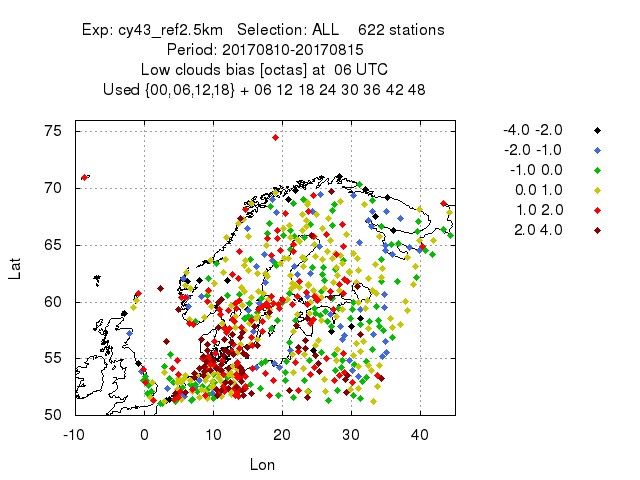 Exp: cy43_ref2.5km   Selection: ALL    622 stations
Period: 20170810-20170815
Low clouds bias [octas] at  06 UTC
Used {00,06,12,18} + 06 12 18 24 30 36 42 48
-4.0 -2.0
-2.0 -1.0
-1.0 0.0
0.0 1.0
1.0 2.0
2.0 4.0
75
70
65
60
55
50
Lat
-10 0 10 20 30 40
Lon